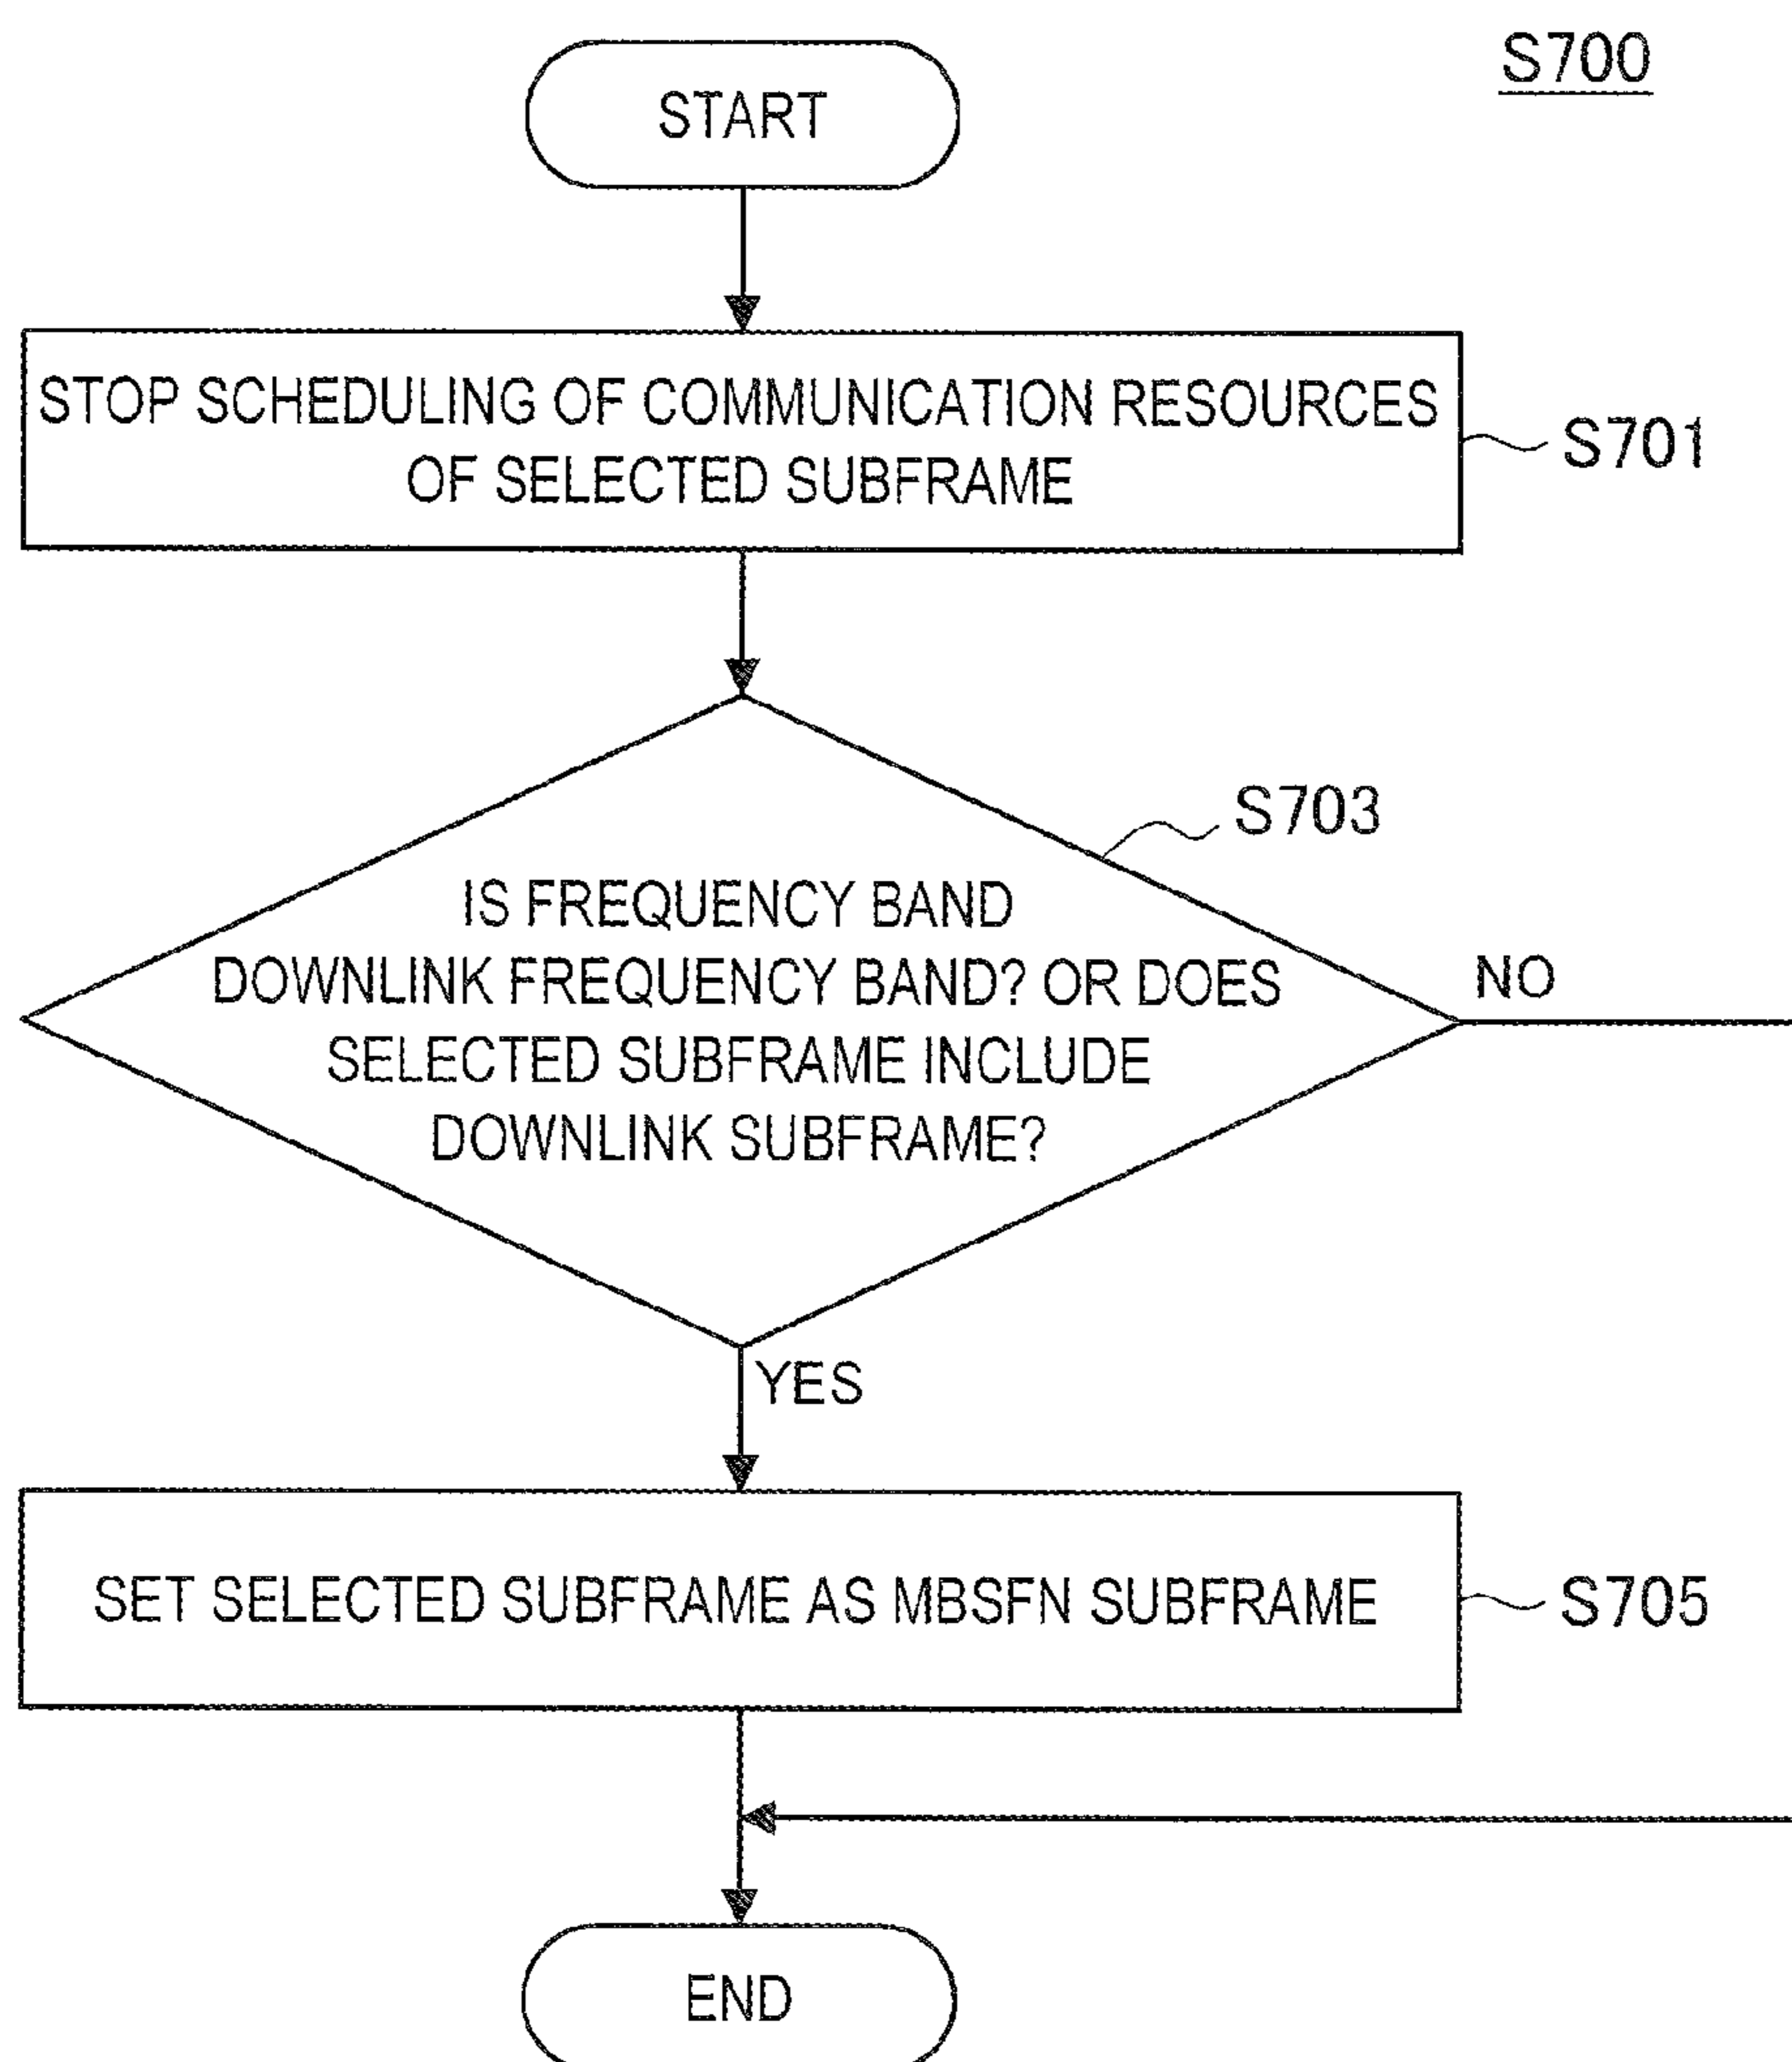 S700
START
STOP SCHEDULING OF COMMUNICATION RESOURCES
OF SELECTED SUBFRAME
S701
S703
IS FREQUENCY BAND
DOWNLINK FREQUENCY BAND? OR DOES
SELECTED SUBFRAME INCLUDE
DOWNLINK SUBFRAME?
NO
YES
SET SELECTED SUBFRAME AS MBSFN SUBFRAME
S705
END